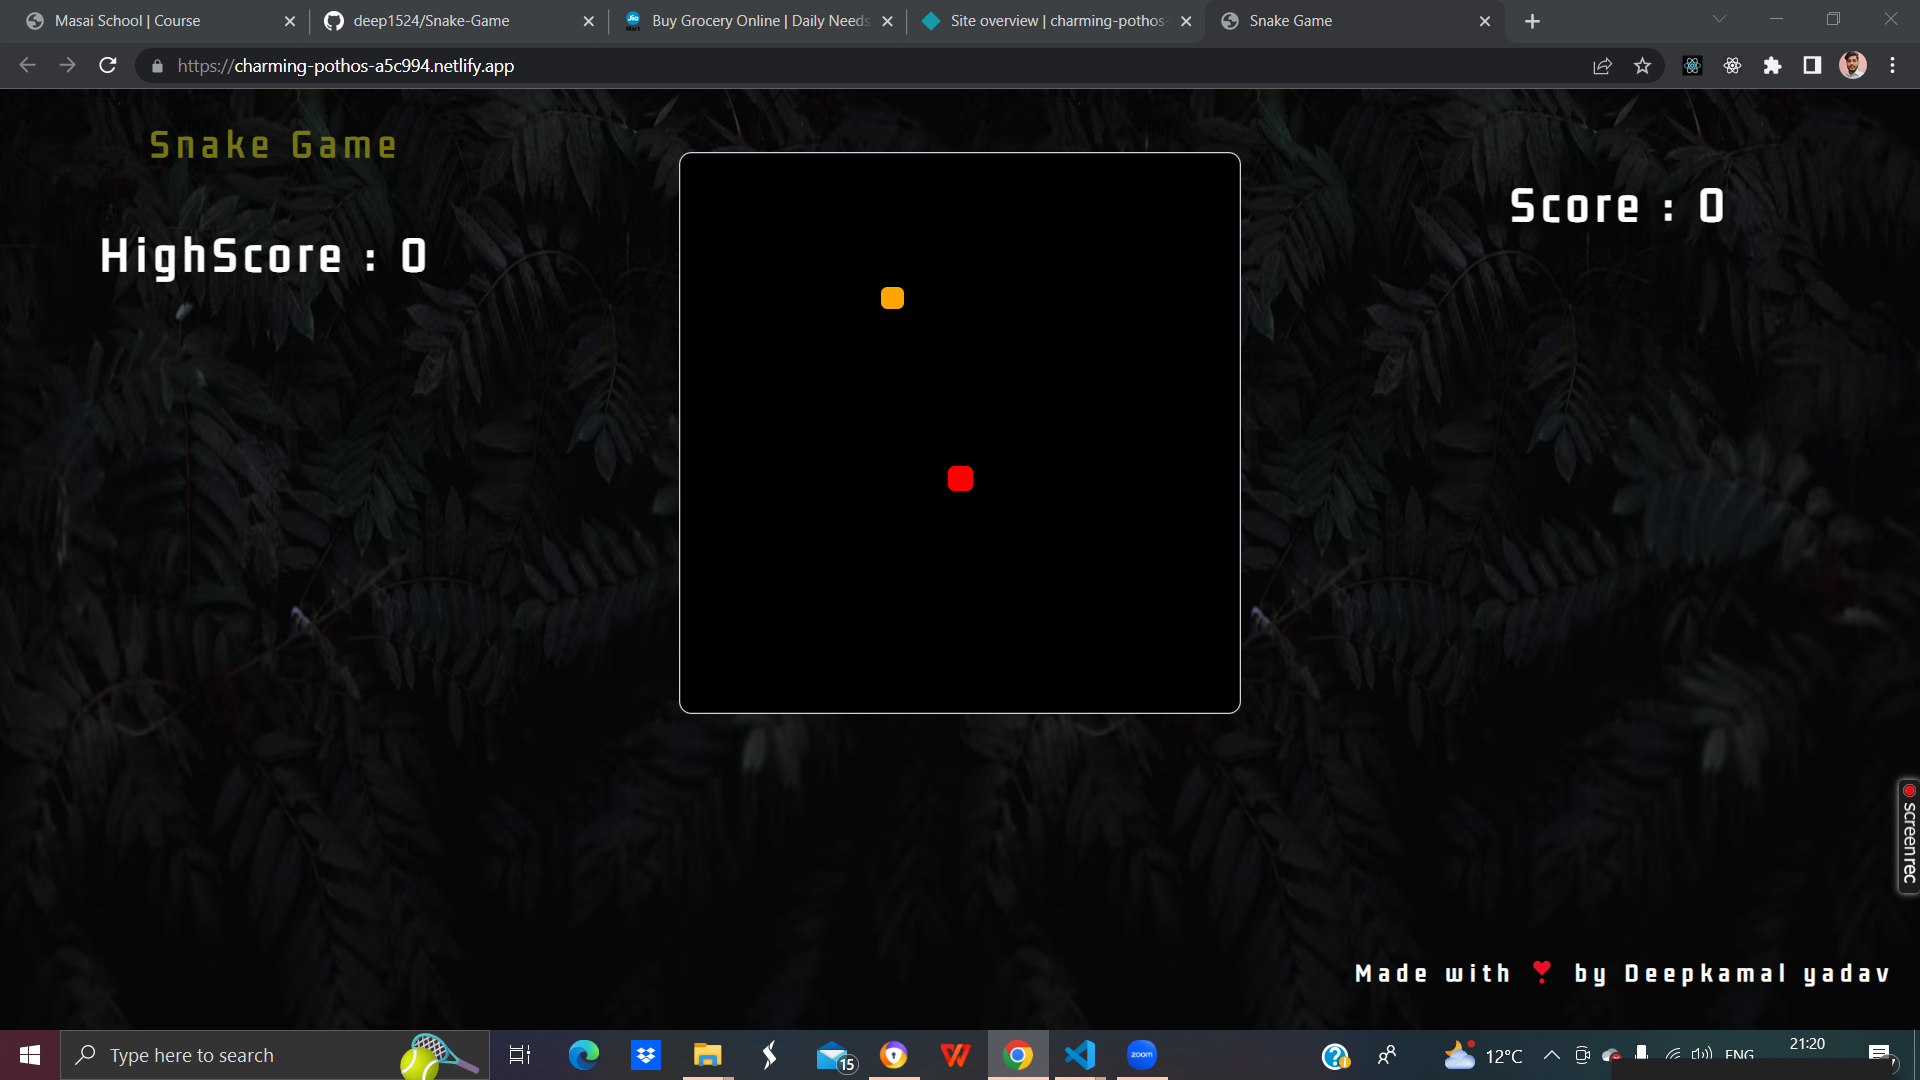 Masai School | Course
deep1524/Snake-Game
Buy Grocery Online | Daily Needs
Site overview | charming-pothos-
Snake Game
https://charming-pothos-a5c994.netlify.app
Snake Game
HighScore : 0
Score : 0
screenrec
Made with ❣ by Deepkamal yadav
Type here to search
15
zoom
12°C
ENG
21:20